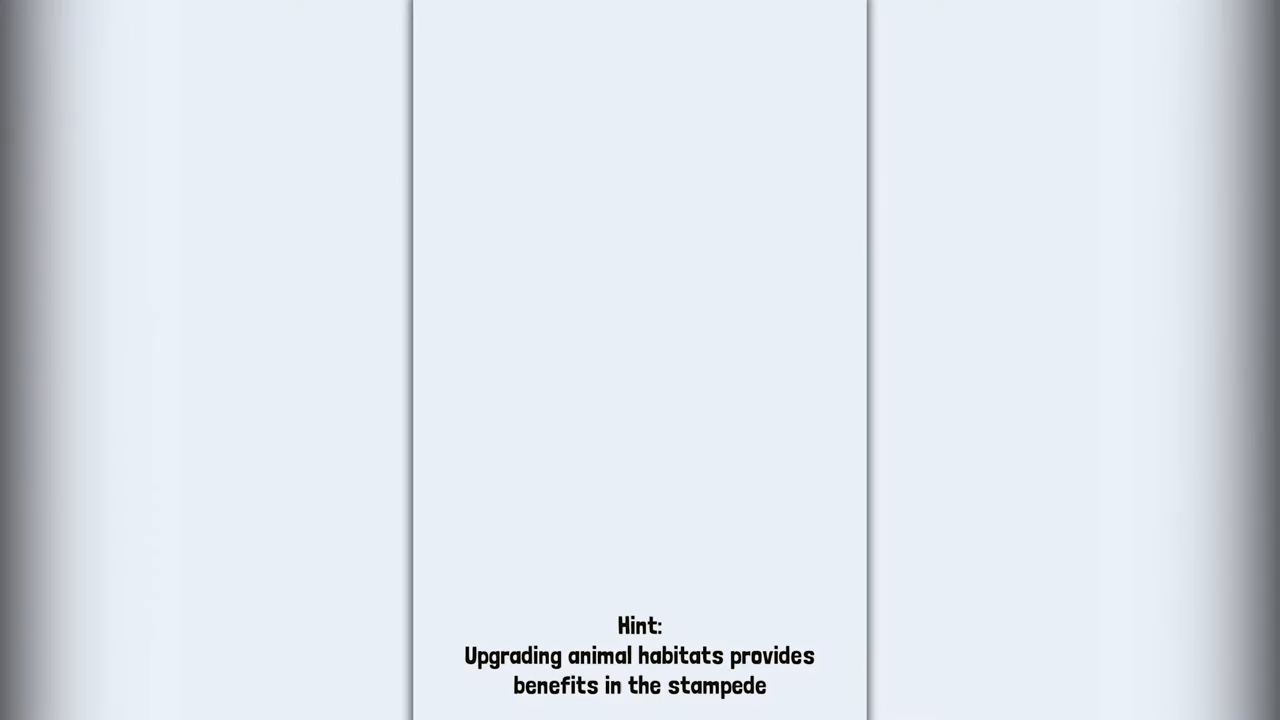 Hint:
Upgrading animal habitats provides
benefits in the stampede